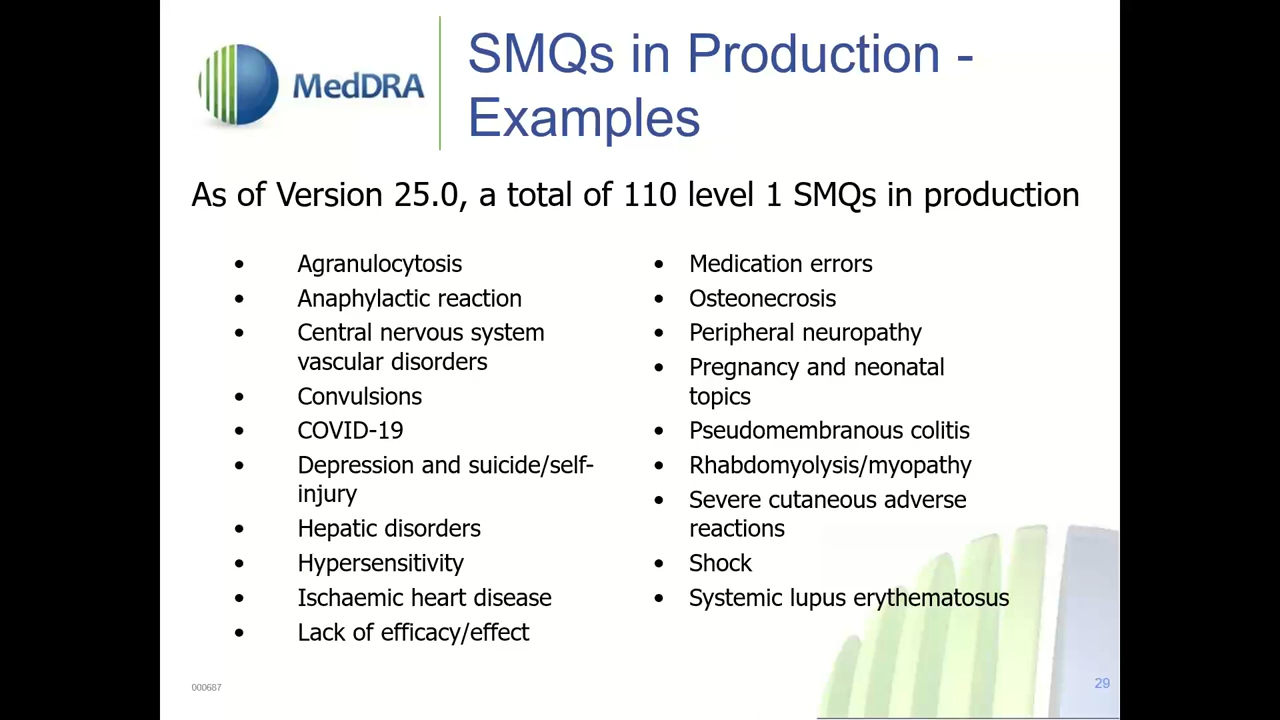 MedDRA
SMQs in Production -
Examples
As of Version 25.0, a total of 110 level 1 SMQs in production
• Agranulocytosis
• Anaphylactic reaction
• Central nervous system
vascular disorders
• Convulsions
• COVID-19
• Depression and suicide/self-
injury
• Hepatic disorders
• Hypersensitivity
• Ischaemic heart disease
• Lack of efficacy/effect
• Medication errors
• Osteonecrosis
• Peripheral neuropathy
• Pregnancy and neonatal
topics
• Pseudomembranous colitis
• Rhabdomyolysis/myopathy
• Severe cutaneous adverse
reactions
• Shock
• Systemic lupus erythematosus
000687
29